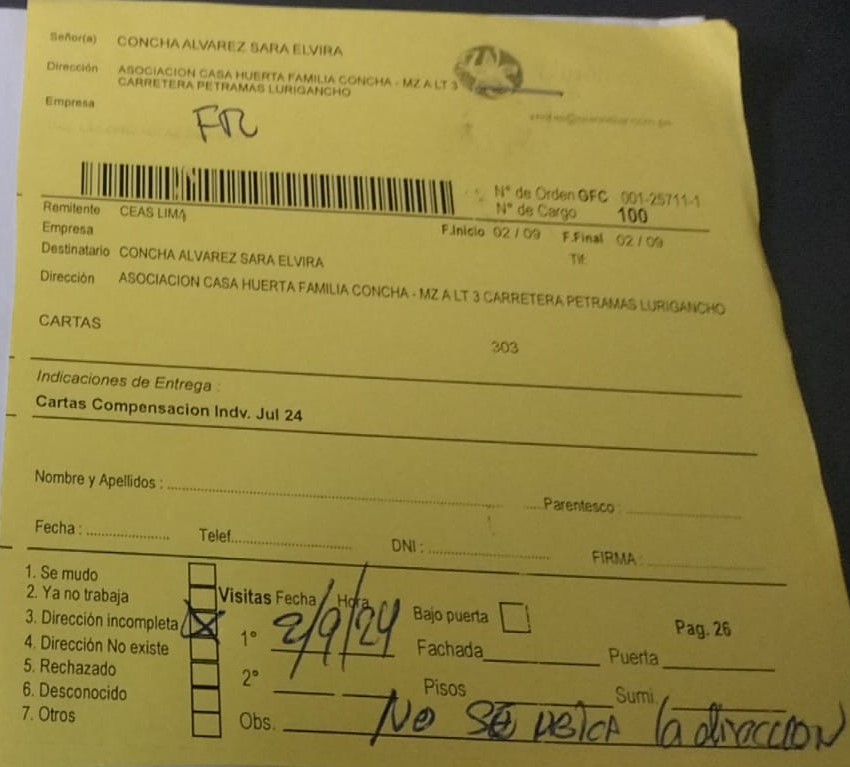 Señor(a) CONCHA ALVAREZ SARA ELVIRA
Dirección ASOCIACION CASA HUERTA FAMILIA CONCHA - MZ A LT 3
CARRETERA PETRAMAS LURIGANCHO
Empresa
FR
N° de Orden GFC 001-25711-1
N° de Cargo 100
Remitente CEAS LIMA
Empresa
F.Inicio 02 / 09 F.Final 02 / 09
Destinatario CONCHA ALVAREZ SARA ELVIRA
Tlf:
Dirección ASOCIACION CASA HUERTA FAMILIA CONCHA - MZ A LT 3 CARRETERA PETRAMAS LURIGANCHO
CARTAS
303
Indicaciones de Entrega :
Cartas Compensacion Indv. Jul 24
Nombre y Apellidos : Parentesco :
Fecha : Telef. DNI : FIRMA :
1. Se mudo
2. Ya no trabaja
3. Dirección incompleta
4. Dirección No existe
5. Rechazado
6. Desconocido
7. Otros
Visitas Fecha Hora
1° 2/9/24
2°
Obs. No SE UBICA la direccion
Bajo puerta
Fachada Puerta
Pisos Sumi.
Pag. 26